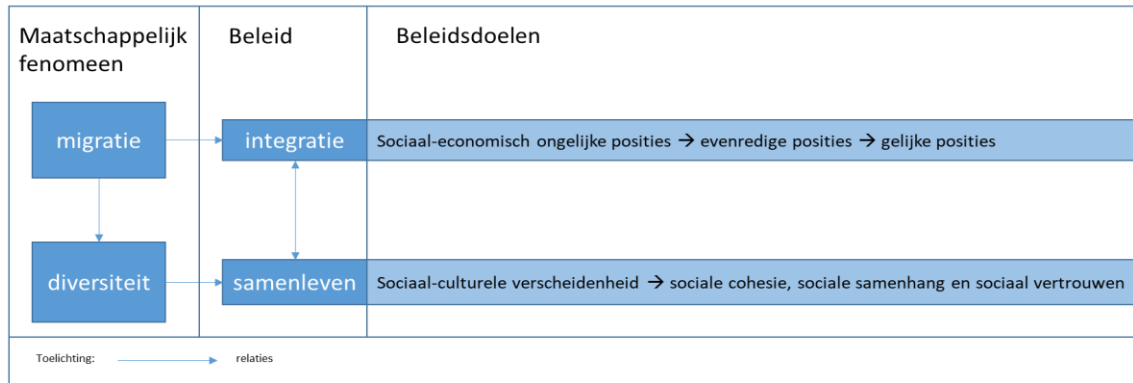 Maatschappelijk
fenomeen
Beleid
Beleidsdoelen
migratie
integratie
Sociaal-economisch ongelijke posities → evenredige posities → gelijke posities
diversiteit
samenleven
Sociaal-culturele verscheidenheid → sociale cohesie, sociale samenhang en sociaal vertrouwen
Toelichting:
relaties